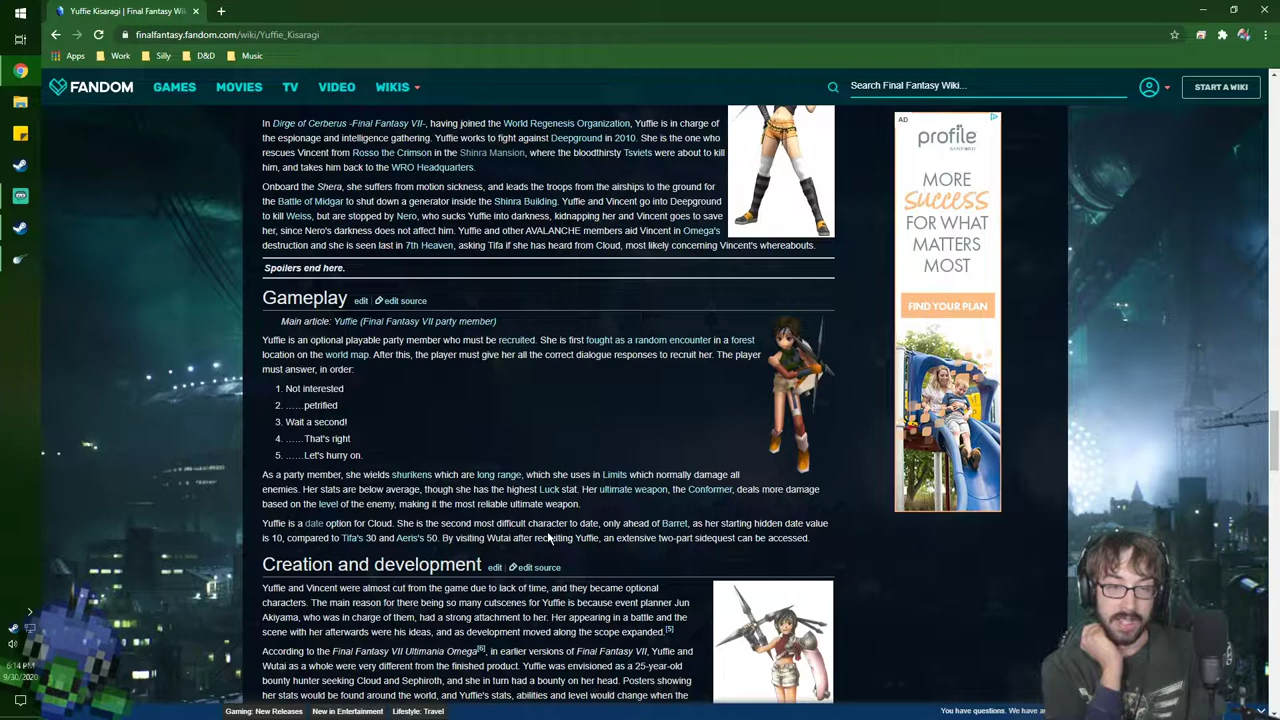 Yuffie Kisaragi | Final Fantasy W
finalfantasy.fandom.com/wiki/Yuffie_Kisaragi
Apps Work Silly D&D Music
FANDOM GAMES MOVIES TV VIDEO WIKIS
Search Final Fantasy Wiki...
START A WIKI
In Dirge of Cerberus -Final Fantasy VII-, having joined the World Regenesis Organization, Yuffie is in charge of
the espionage and intelligence gathering. Yuffie works to fight against Deepground in 2010. She is the one who
rescues Vincent from Rosso the Crimson in the Shinra Mansion, where the bloodthirsty Tsviets were about to kill
him, and takes him back to the WRO Headquarters.
board the Shera, she suffers from motion sickness, and leads the troops from the airships to the ground for
of Midgar to shut down a generator inside the Shinra Building. Yuffie and Vincent go into Deepground
to kill Weiss, but are stopped by Nero, who sucks Yuffie into darkness, kidnapping her and Vincent goes to save
her, since Nero's darkness does not affect him. Yuffie and other AVALANCHE members aid Vincent in Omega's
destruction and she is seen last in 7th Heaven, asking Tifa if she has heard from Cloud, most likely concerning Vincent's whereabouts.
Spoilers end here.
Gameplay edit | edit source
Main article: Yuffie (Final Fantasy VII party member)
Yuffie is an optional playable party member who must be recruited. She is first fought as a random encounter in a forest
location on the world map. After this, the player must give her all the correct dialogue responses to recruit her. The player
must answer, in order:
1. Not interested
2. ……petrified
3. Wait a second!
4. ……That's right
5. ……Let's hurry on.
As a party member, she wields shurikens which are long range, which she uses in Limits which normally damage all
enemies. Her stats are below average, though she has the highest Luck stat. Her ultimate weapon, the Conformer, deals more damage
based on the level of the enemy, making it the most reliable ultimate weapon.
Yuffie is a date option for Cloud. She is the second most difficult character to date, only ahead of Barret, as her starting hidden date value
is 10, compared to Tifa's 30 and Aeris's 50. By visiting Wutai after recruiting Yuffie, an extensive two-part sidequest can be accessed.
Creation and development edit | edit source
Yuffie and Vincent were almost cut from the game due to lack of time, and they became optional
characters. The main reason for there being so many cutscenes for Yuffie is because event planner Jun
Akiyama, who was in charge of them, had a strong attachment to her. Her appearing in a battle and the
scene with her afterwards were his ideas, and as development moved along the scope expanded.[5]
According to the Final Fantasy VII Ultimania Omega[6], in earlier versions of Final Fantasy VII, Yuffie and
Wutai as a whole were very different from the finished product. Yuffie was envisioned as a 25-year-old
bounty hunter seeking Cloud and Sephiroth, and she in turn had a bounty on her head. Posters showing
her stats would be found around the world, and Yuffie's stats, abilities and level would change when the
AD
profile
MORE
success
FOR WHAT
MATTERS
MOST
FIND YOUR PLAN
Gaming: New Releases New in Entertainment Lifestyle: Travel
You have questions. We have
5:14 PM
9/30/2020